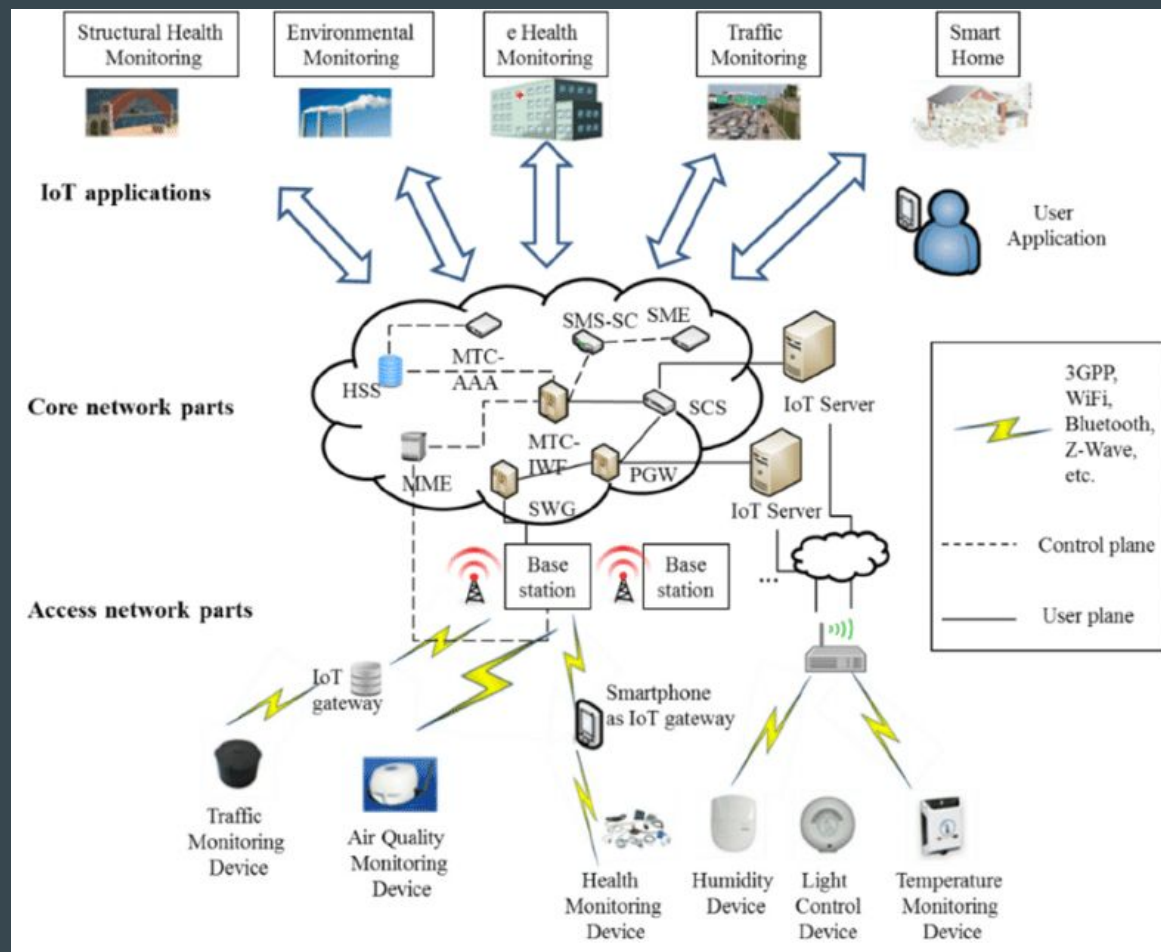 Structural Health
Monitoring
Environmental
Monitoring
e Health
Monitoring
Traffic
Monitoring
Smart
Home
IoT applications
User
Application
SMS-SC
SME
MTC-
AAA
HSS
SCS
IoT Server
Core network parts
MTC-
IWF
MME
PGW
SWG
IoT Server
3GPP,
WiFi,
Bluetooth,
Z-Wave,
etc.
Control plane
User plane
Base
station
Base
station
...
Access network parts
IoT
gateway
Smartphone
as IoT gateway
Traffic
Monitoring
Device
Air Quality
Monitoring
Device
Health
Monitoring
Device
Humidity
Device
Light
Control
Device
Temperature
Monitoring
Device